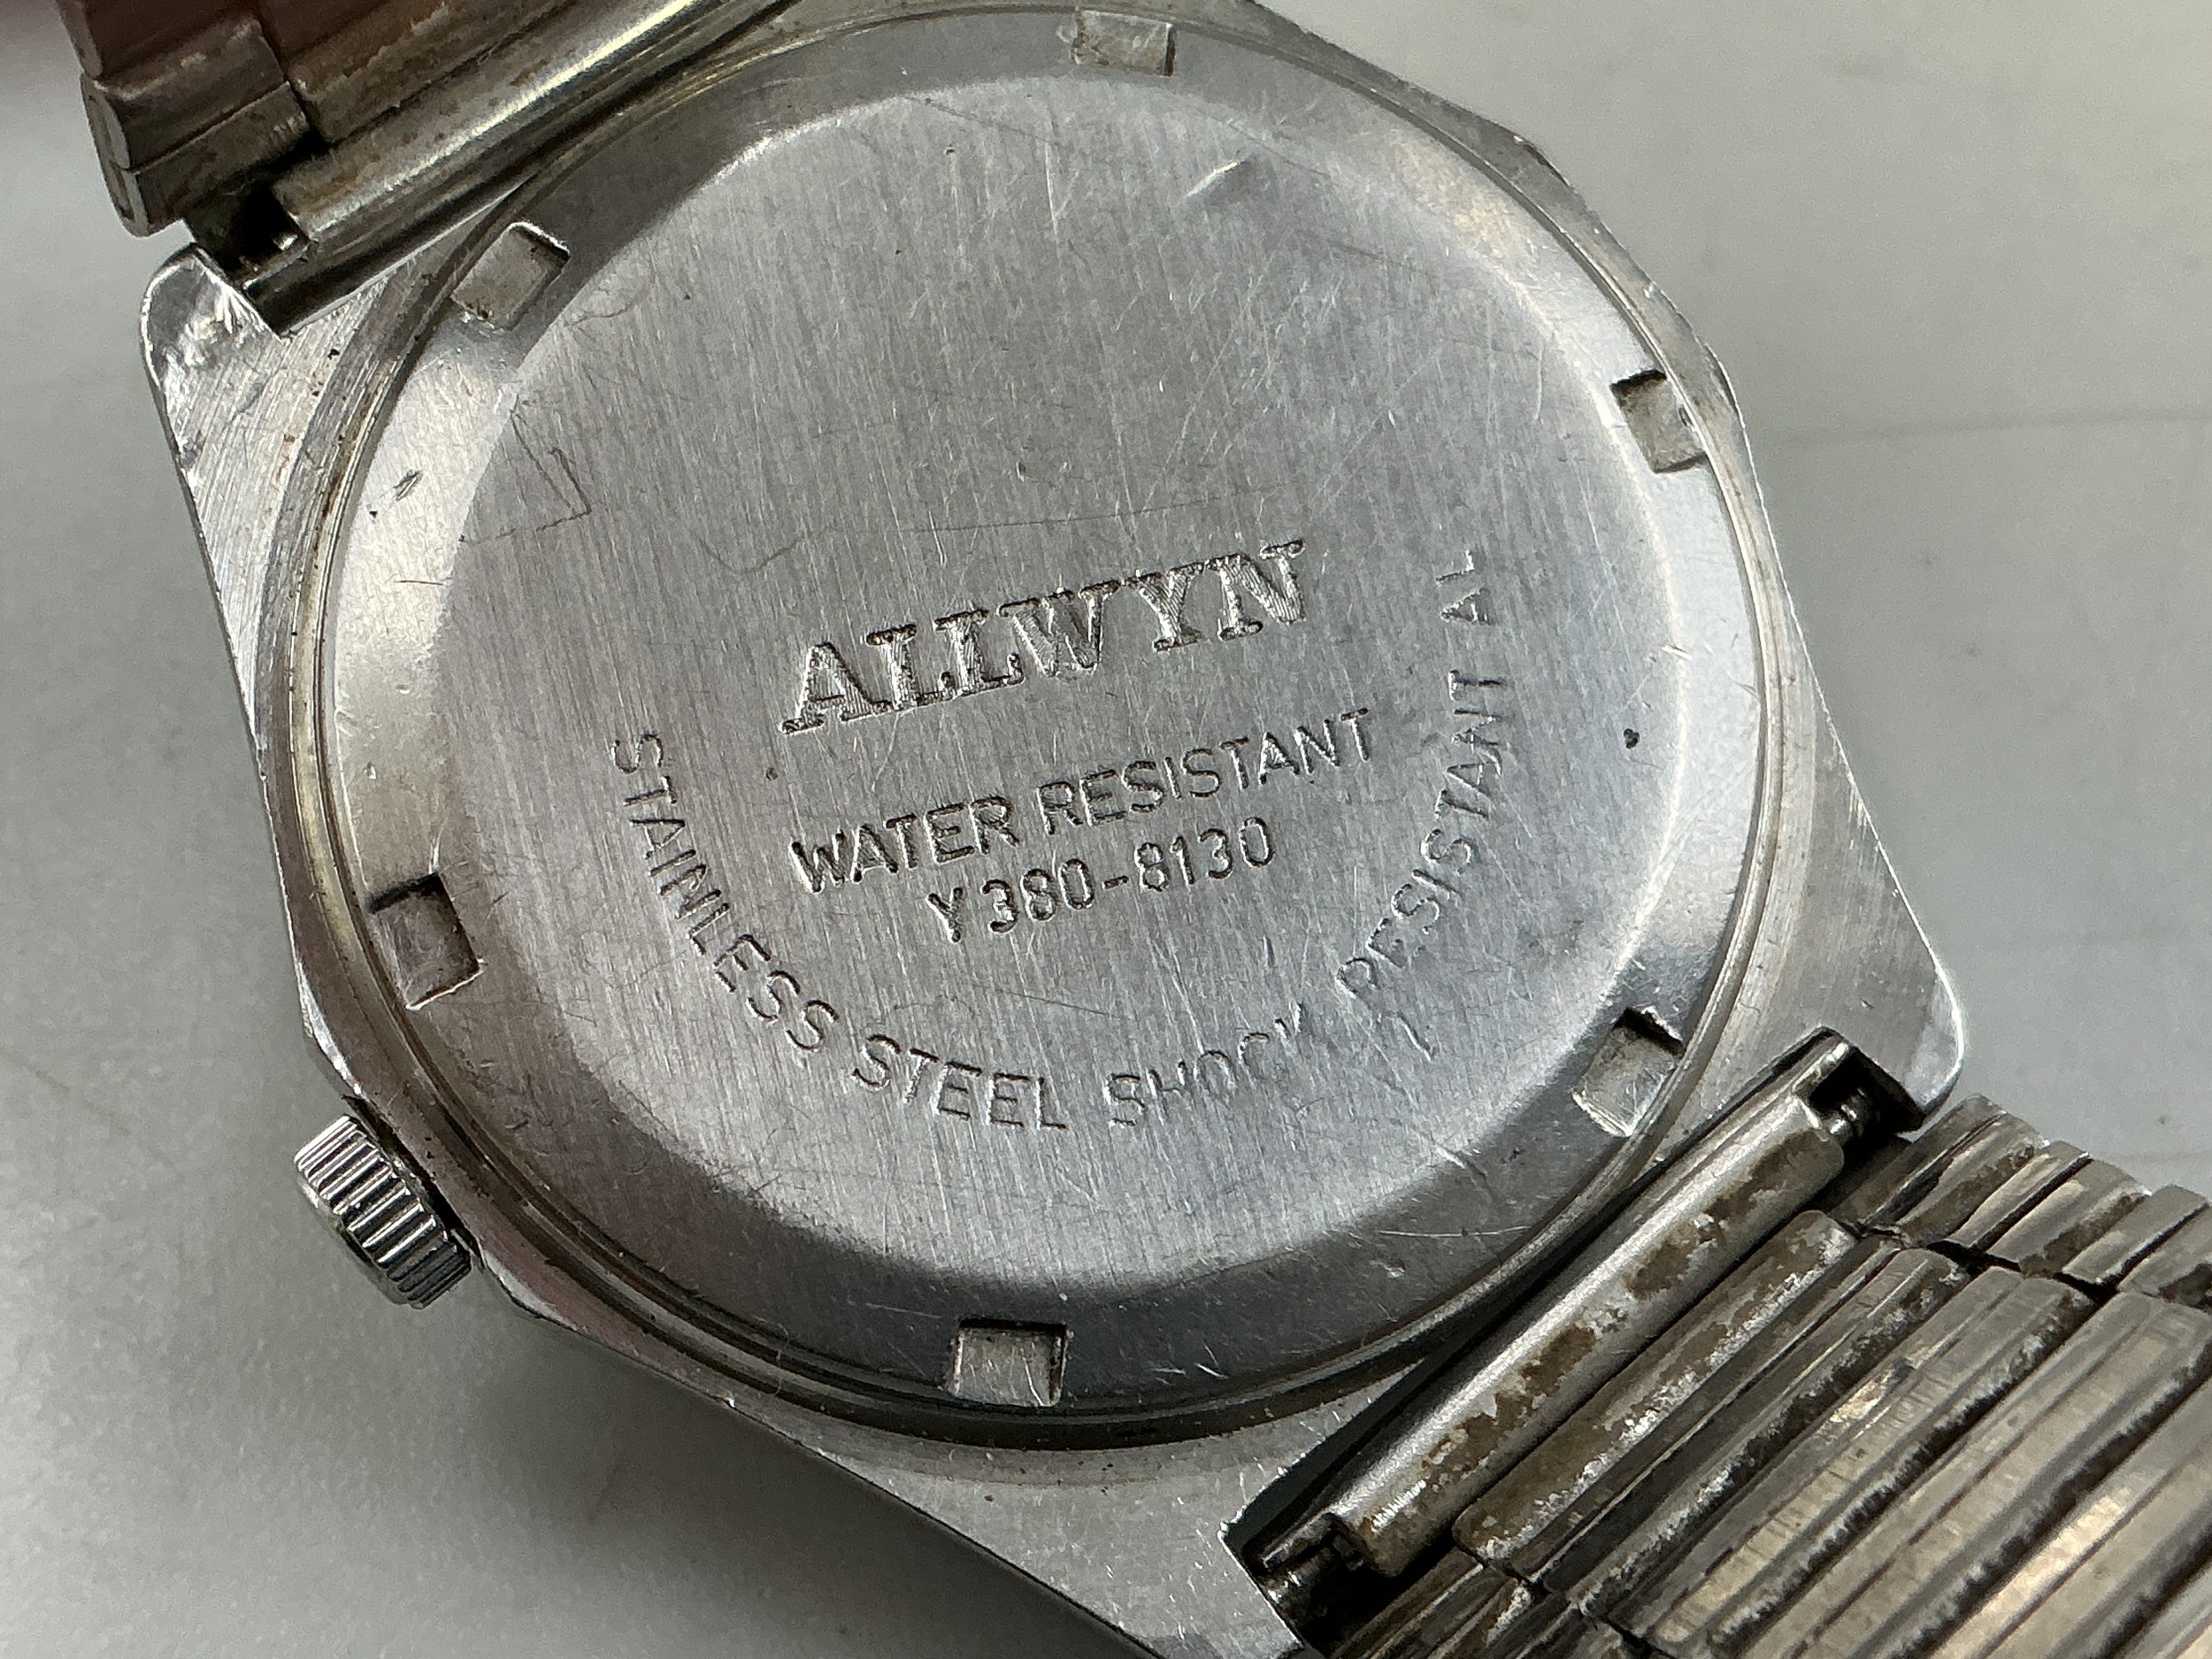 ALLWYN
WATER RESISTANT
Y380-8130
STAINLESS STEEL SHOCK RESISTANT AL